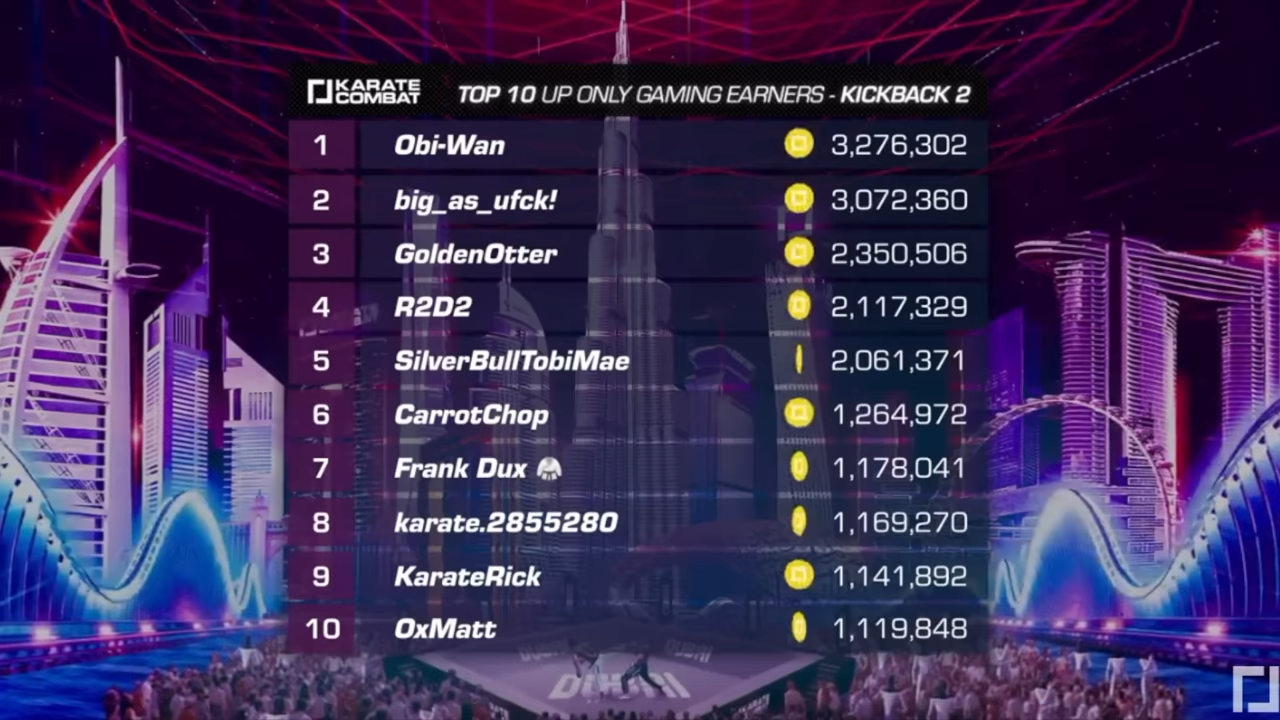 KARATE
COMBAT
TOP 10 UP ONLY GAMING EARNERS - KICKBACK 2
1 Obi-Wan 3,276,302
2 big_as_ufck! 3,072,360
3 GoldenOtter 2,350,506
4 R2D2 2,117,329
5 SilverBullTobiMae 2,061,371
6 CarrotChop 1,264,972
7 Frank Dux 1,178,041
8 karate.2855280 1,169,270
9 KarateRick 1,141,892
10 OxMatt 1,119,848